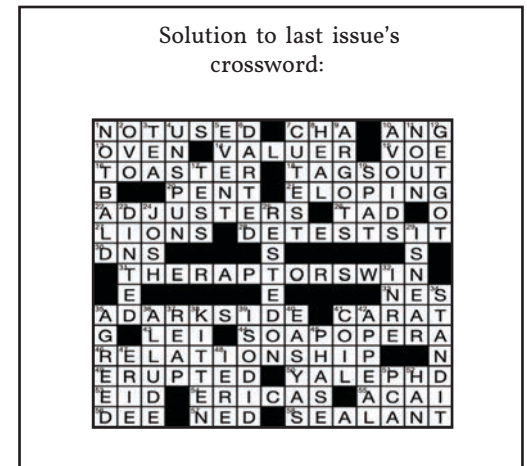 Solution to last issue's
crossword:
NOTUSED CHA ANG
OVEN VALUER VOE
TOASTER TAGSOUT
B PENT ELOPING
ADJUSTERS TAD O
LIONS DETESTSIT
DNS S S
THERAPTORSWIN
E E NES
ADARKSIDE CARAT
G LEI SOAPOPERA
RELATIONSHIP N
ERUPTED YALEPHD
EID ERICAS ACAI
DEE NED SEALANT